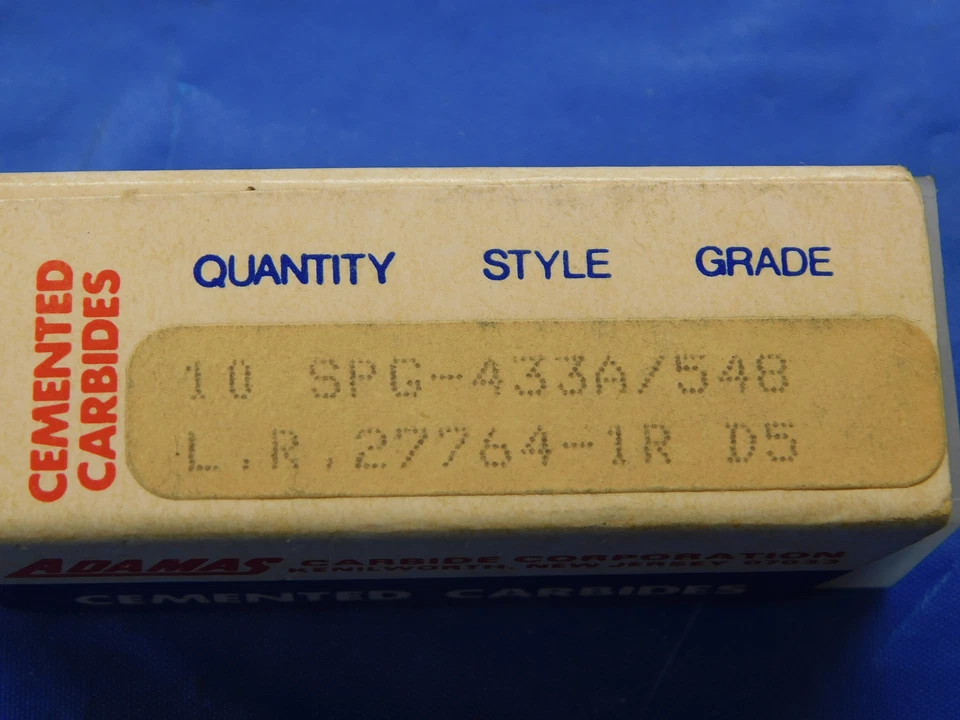 CEMENTED
CARBIDES
QUANTITY STYLE GRADE
10 SPG-433A/548
L.R.27764-1R D5
ADAMAS CARBIDE CORPORATION
KENILWORTH, NEW JERSEY 07033
CEMENTED CARBIDES